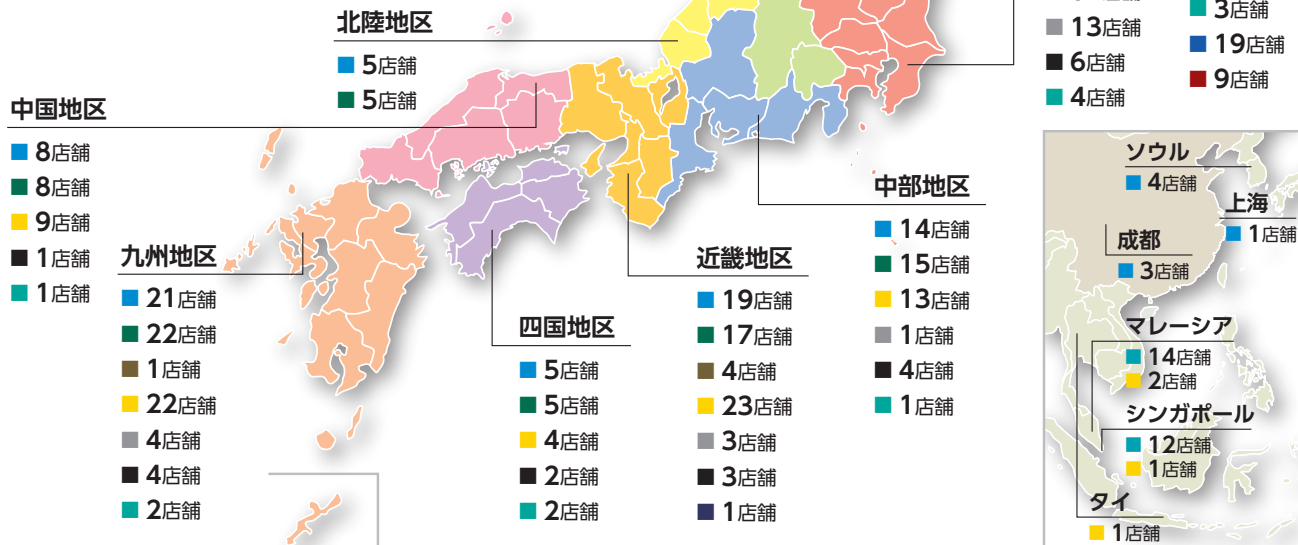 北陸地区
5店舗
5店舗
中国地区
8店舗
8店舗
9店舗
1店舗
1店舗
九州地区
21店舗
22店舗
1店舗
22店舗
4店舗
4店舗
2店舗
四国地区
5店舗
5店舗
4店舗
2店舗
2店舗
近畿地区
19店舗
17店舗
4店舗
23店舗
3店舗
3店舗
1店舗
中部地区
14店舗
15店舗
13店舗
1店舗
4店舗
1店舗
13店舗
6店舗
4店舗
3店舗
19店舗
9店舗
ソウル
4店舗
上海
1店舗
成都
3店舗
マレーシア
14店舗
2店舗
シンガポール
12店舗
1店舗
タイ
1店舗